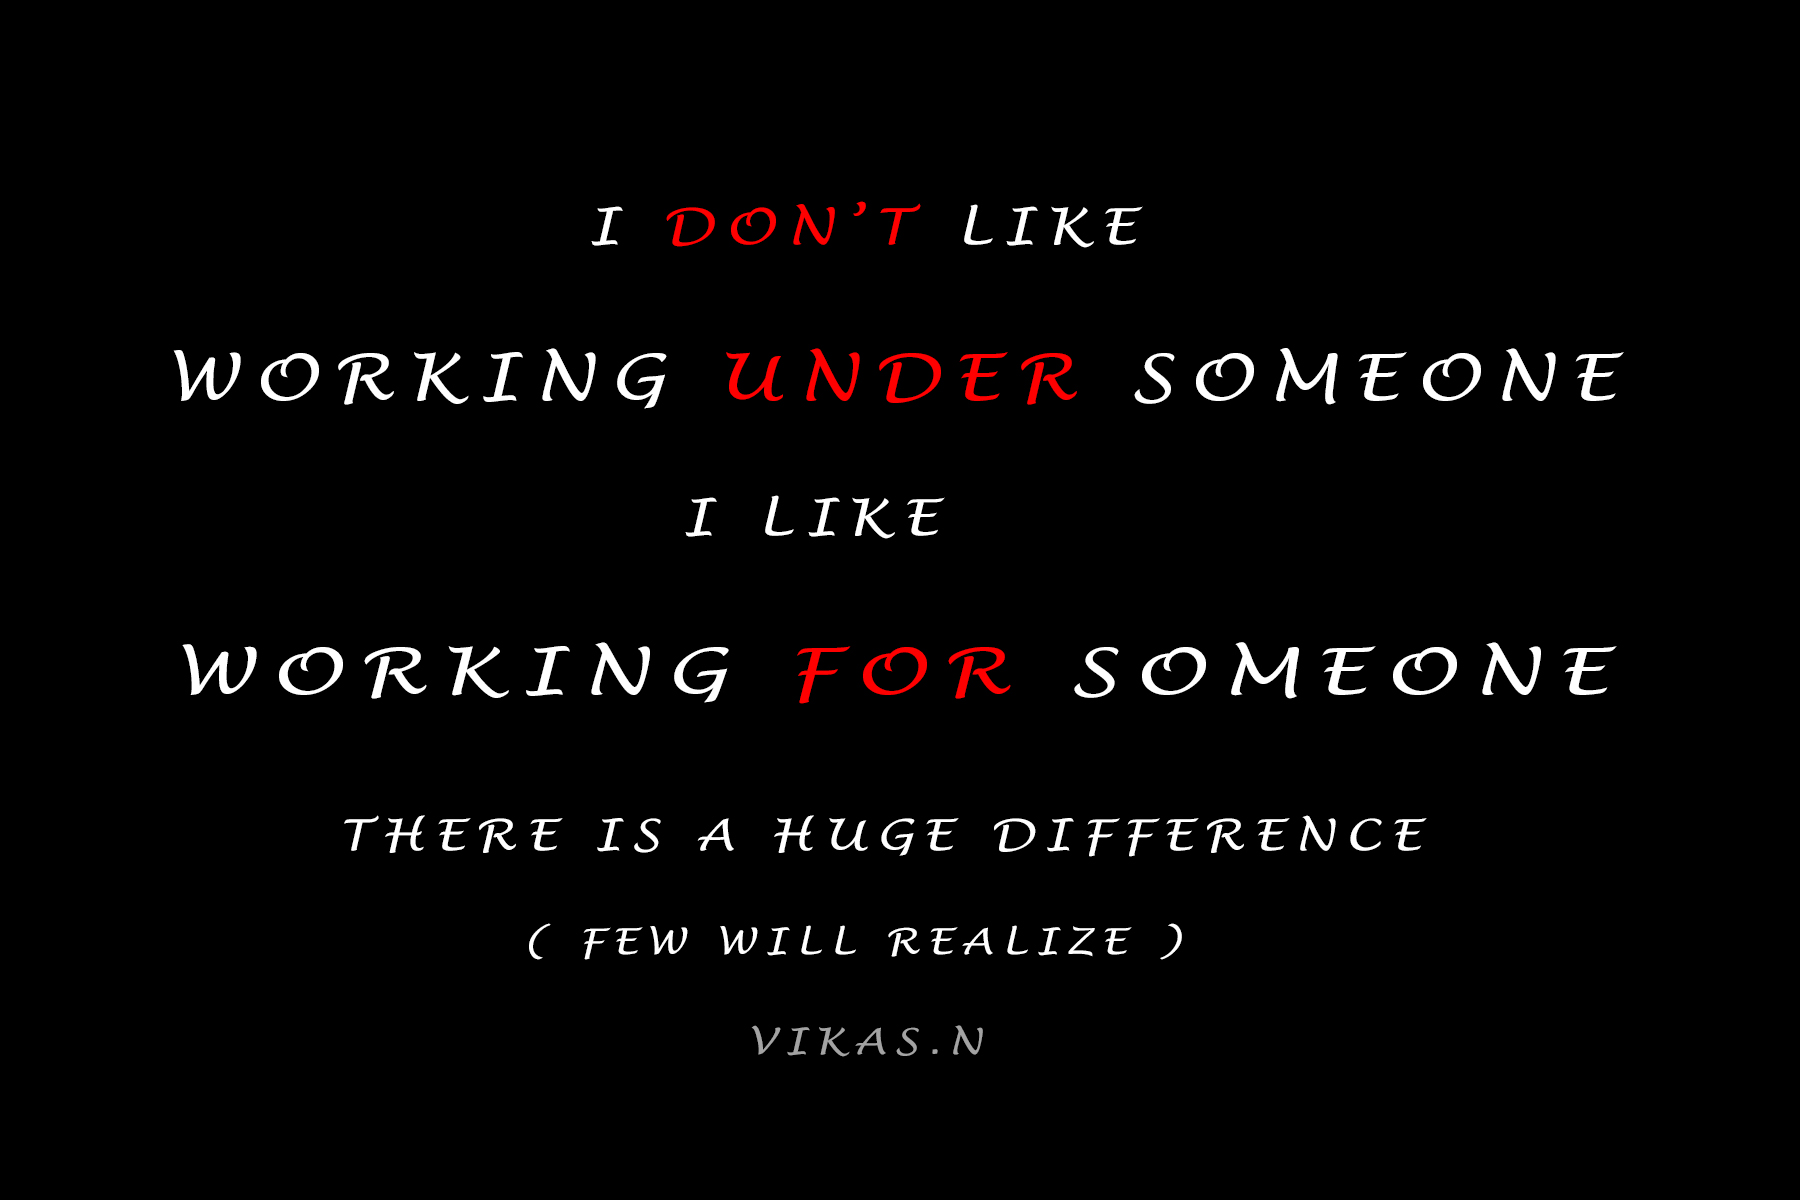 I DON'T LIKE
WORKING UNDER SOMEONE
I LIKE
WORKING FOR SOMEONE
THERE IS A HUGE DIFFERENCE
( FEW WILL REALIZE )
VIKAS.N